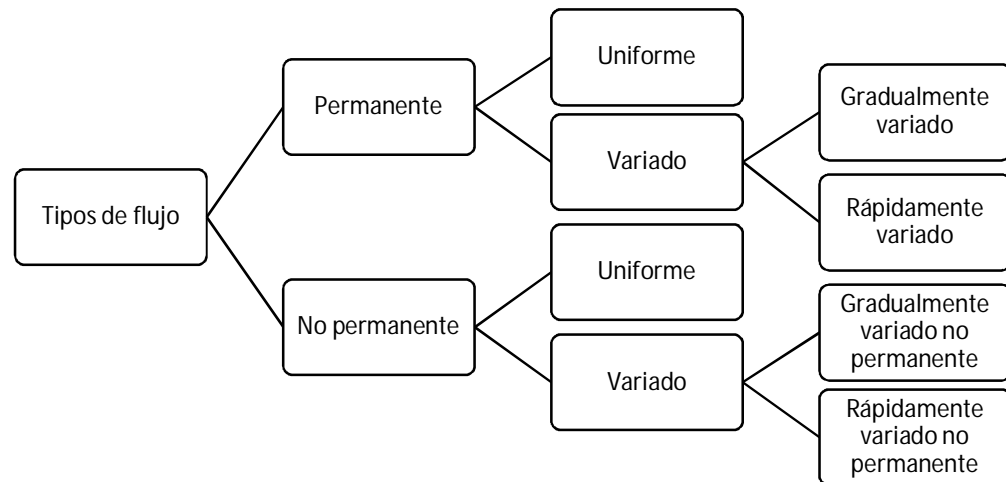 Tipos de flujo
Permanente
Uniforme
Variado
Gradualmente
variado
Rápidamente
variado
No permanente
Uniforme
Variado
Gradualmente
variado no
permanente
Rápidamente
variado no
permanente